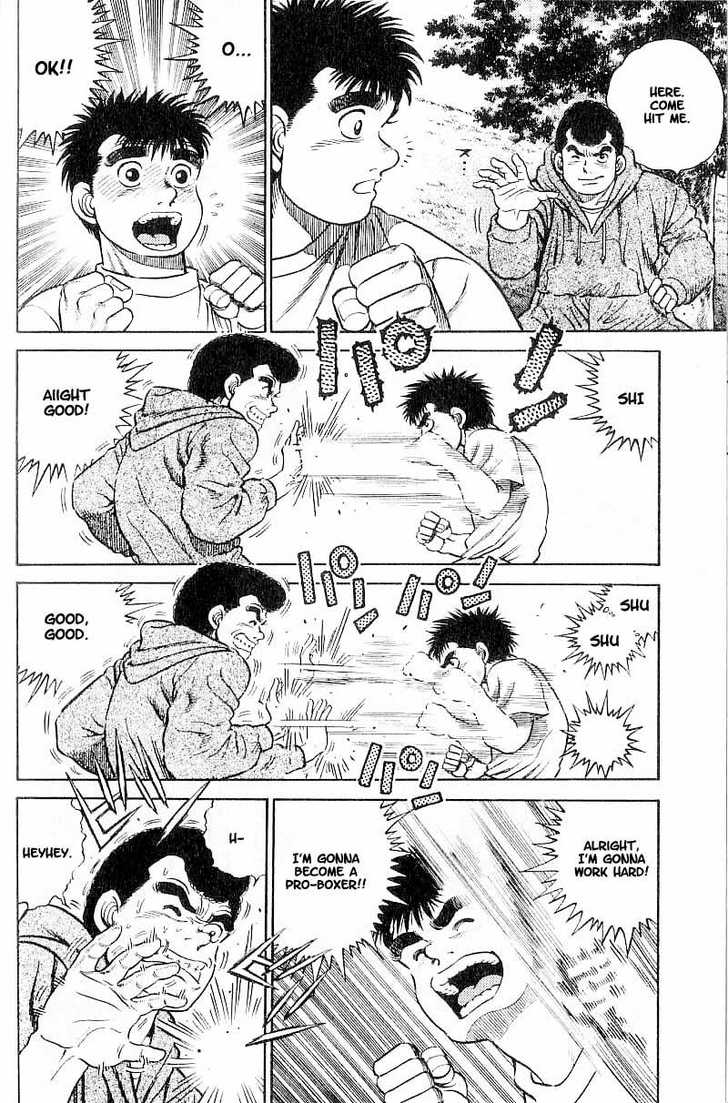 HERE.
COME
HIT ME.
O...
OK!!
SHI
AIIGHT
GOOD!
SHU
SHU
GOOD,
GOOD.
ALRIGHT,
I'M GONNA
WORK HARD!
I'M GONNA
BECOME A
PRO-BOXER!!
H-
HEYHEY.